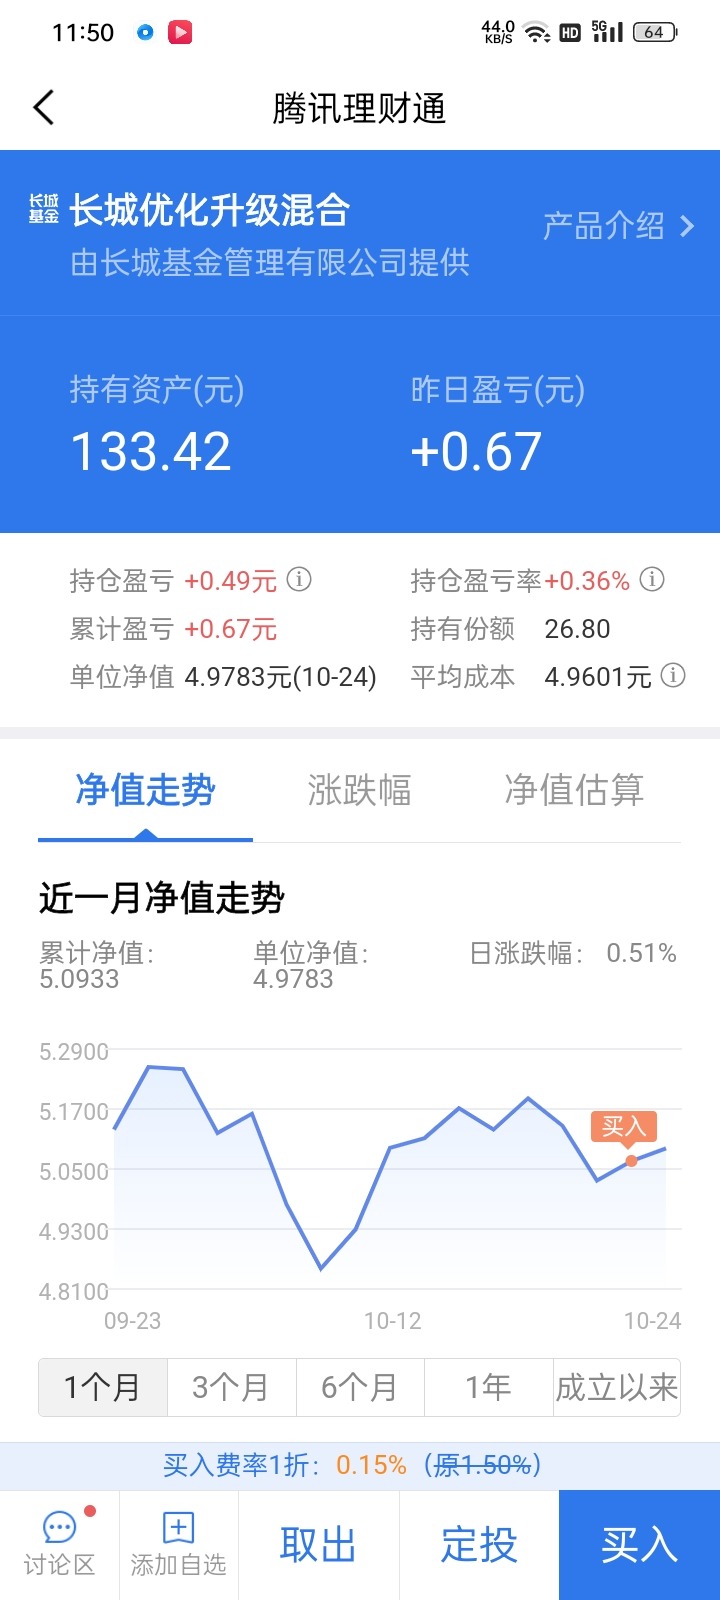 11:50
44.0
KB/S
HD
5G
64
腾讯理财通
长城
基金
长城优化升级混合
产品介绍
由长城基金管理有限公司提供
持有资产(元)
昨日盈亏(元)
133.42
+0.67
持仓盈亏 +0.49元
持仓盈亏率+0.36%
累计盈亏 +0.67元
持有份额 26.80
单位净值 4.9783元(10-24)
平均成本 4.9601元
净值走势
涨跌幅
净值估算
近一月净值走势
累计净值：
5.0933
单位净值：
4.9783
日涨跌幅： 0.51%
5.2900
5.1700
5.0500
4.9300
4.8100
买入
09-23
10-12
10-24
1个月
3个月
6个月
1年
成立以来
买入费率1折：0.15%（原1.50%）
讨论区
添加自选
取出
定投
买入